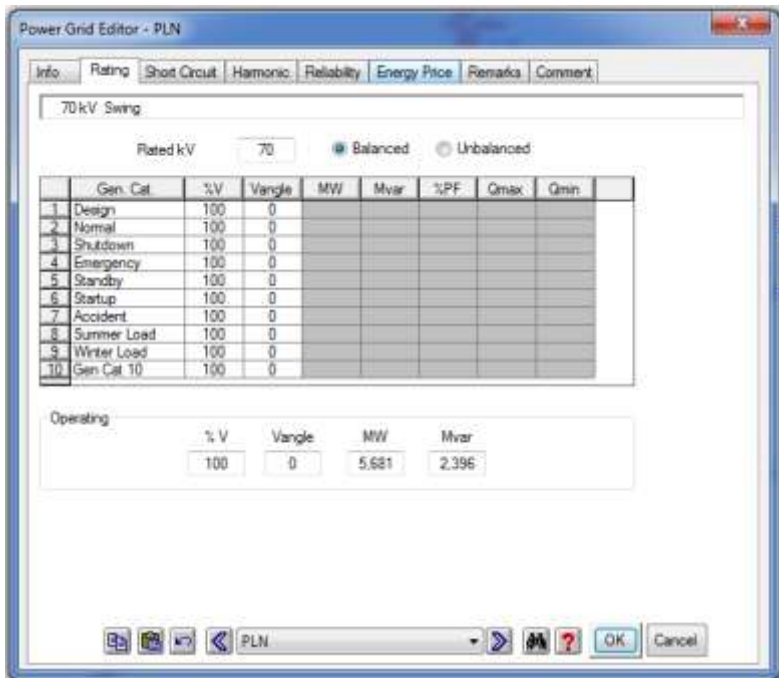 Power Grid Editor - PLN
Info Rating Short Circuit Harmonic Reliability Energy Price Remarks Comment
70 kV Swing
Rated kV 70 Balanced Unbalanced
Gen. Cat. %V Vangle MW Mvar %PF Qmax Qmin
1 Design 100 0
2 Normal 100 0
3 Shutdown 100 0
4 Emergency 100 0
5 Standby 100 0
6 Startup 100 0
7 Accident 100 0
8 Summer Load 100 0
9 Winter Load 100 0
10 Gen Cat 10 100 0
Operating
% V Vangle MW Mvar
100 0 5,681 2,396
PLN ? OK Cancel